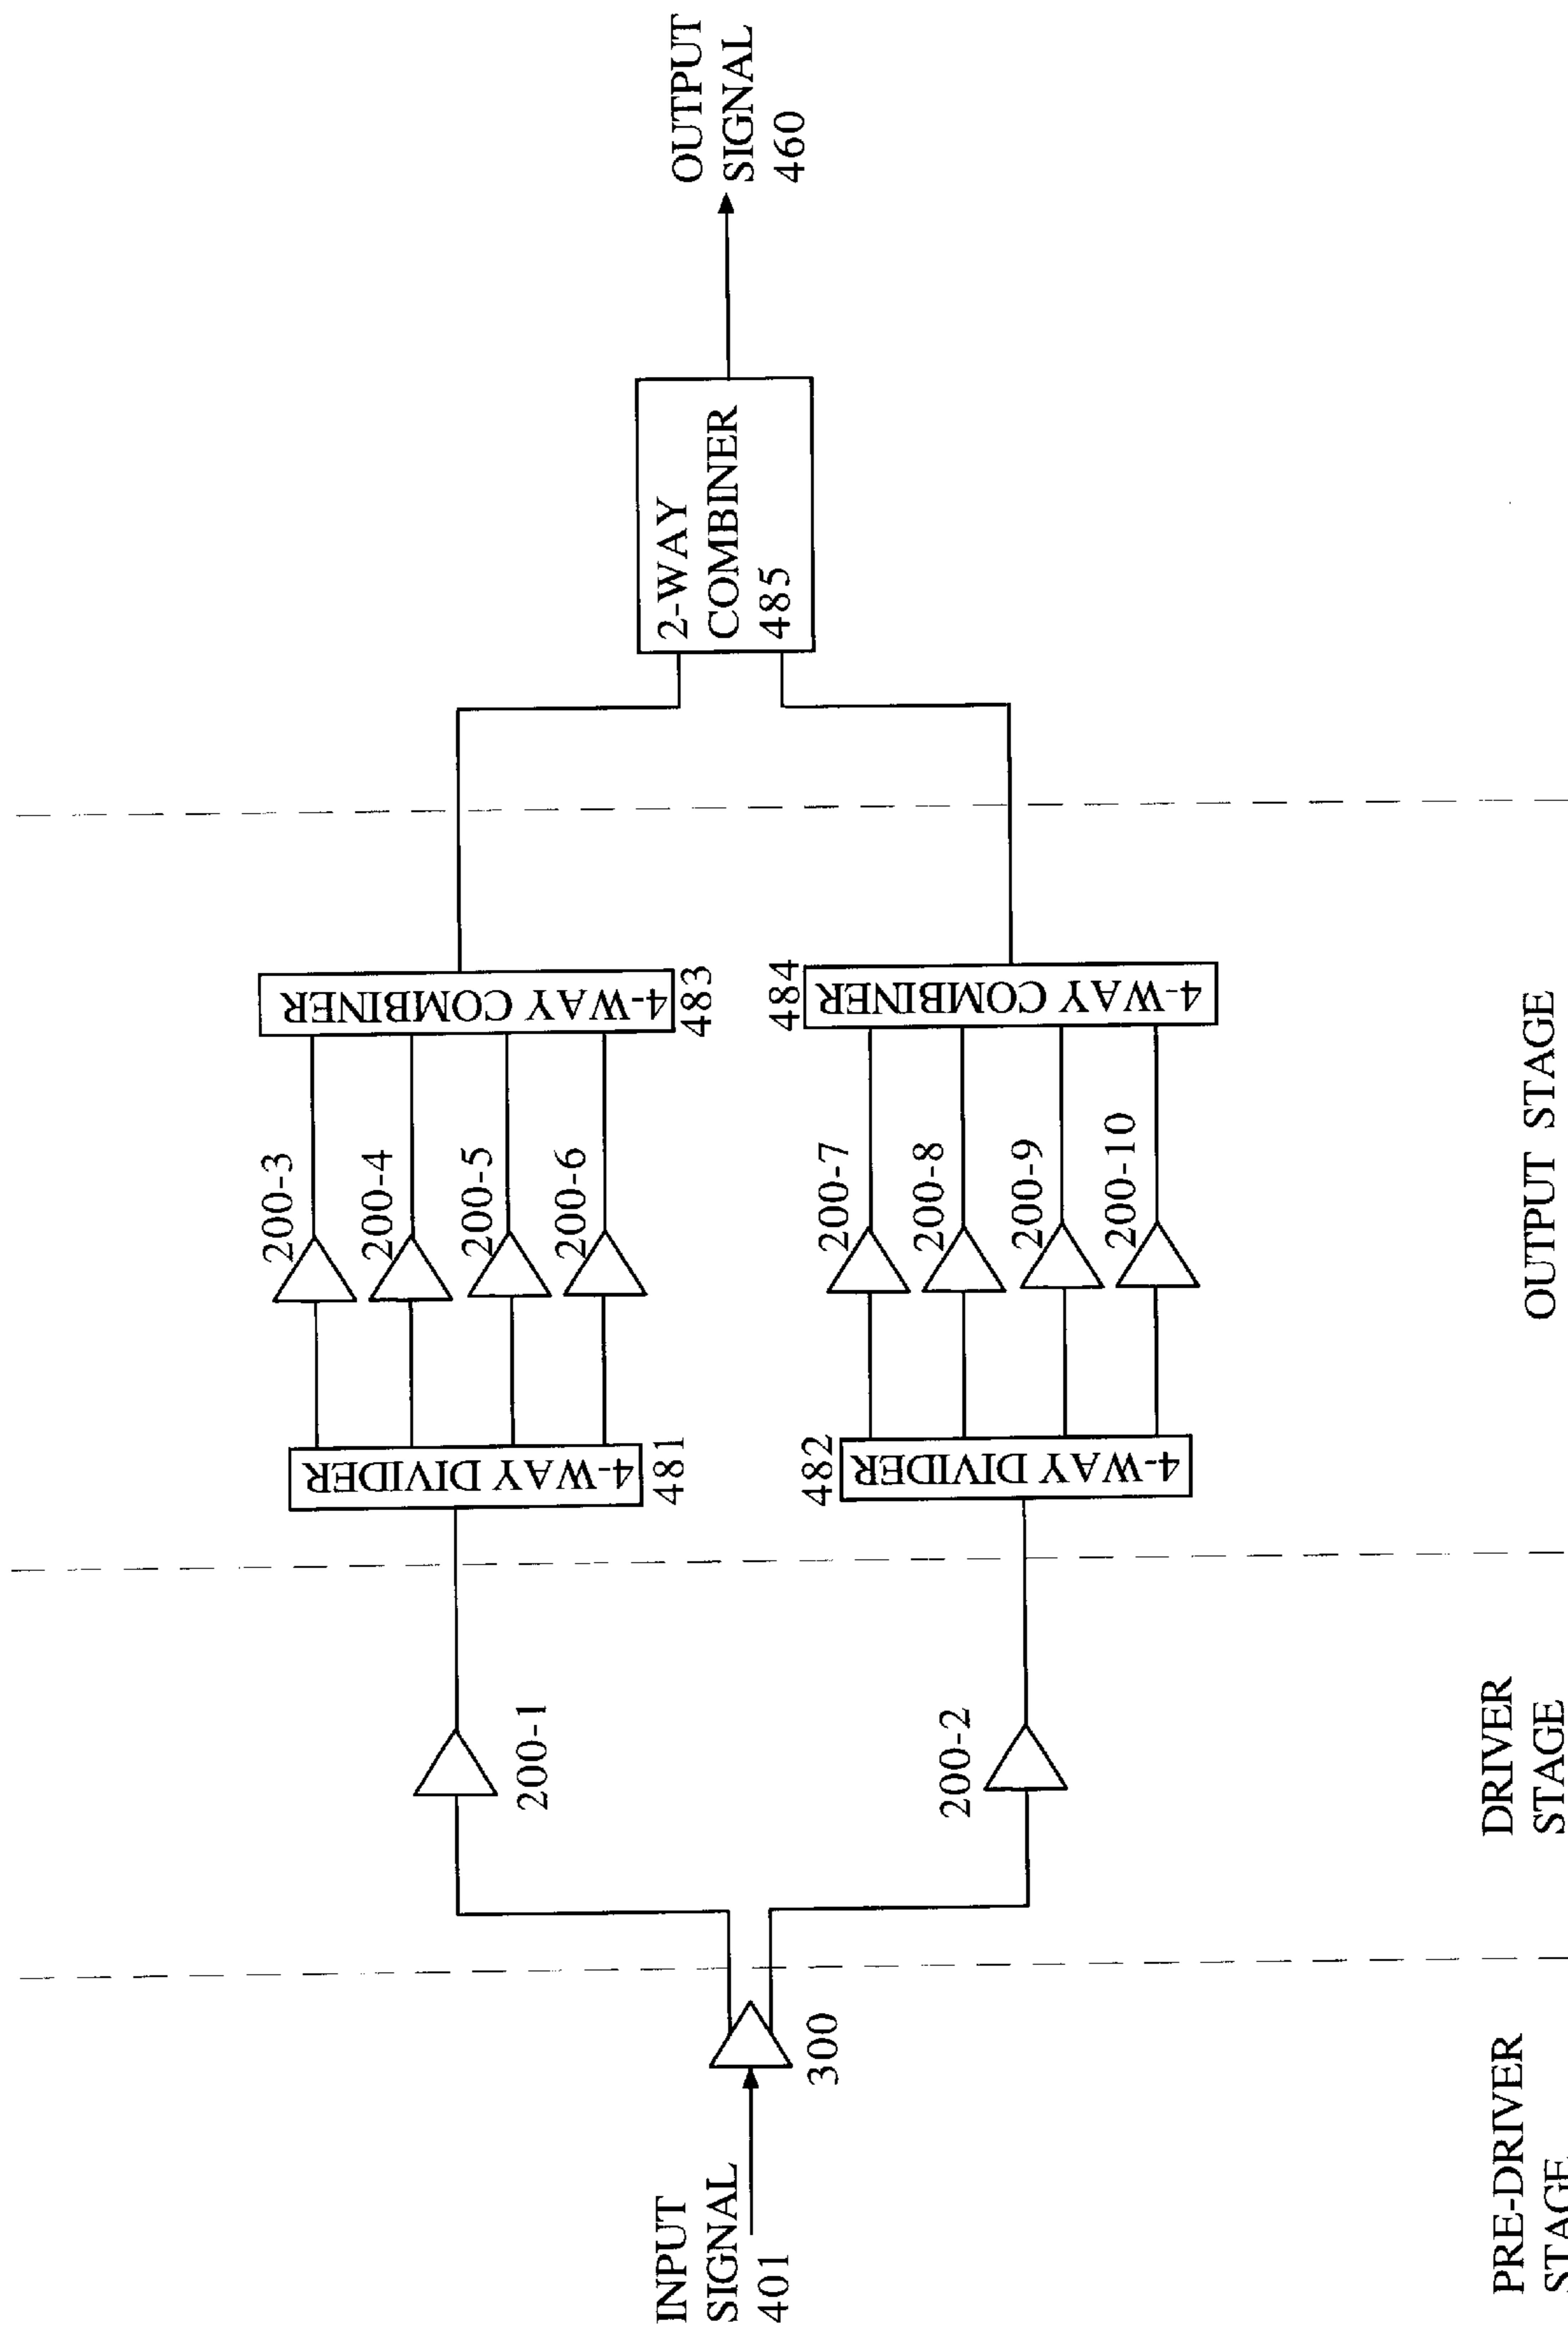 INPUT
SIGNAL
401
300
200-1
200-2
4-WAY DIVIDER
481
482
4-WAY DIVIDER
200-3
200-4
200-5
200-6
200-7
200-8
200-9
200-10
4-WAY COMBINER
483
484
4-WAY COMBINER
2-WAY
COMBINER
485
OUTPUT
SIGNAL
460
PRE-DRIVER
STAGE
DRIVER
STAGE
OUTPUT STAGE